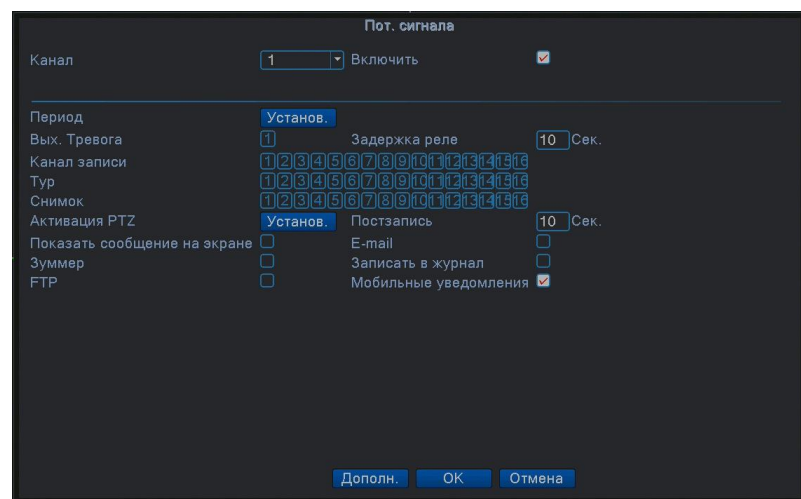 Пот. сигнала
Канал 1 Включить
Период Установ.
Вых. Тревога 1 Задержка реле 10 Сек.
Канал записи 1 2 3 4 5 6 7 8 9 10 11 12 13 14 15 16
Тур 1 2 3 4 5 6 7 8 9 10 11 12 13 14 15 16
Снимок 1 2 3 4 5 6 7 8 9 10 11 12 13 14 15 16
Активация PTZ Установ. Постзапись 10 Сек.
Показать сообщение на экране E-mail
Зуммер Записать в журнал
FTP Мобильные уведомления
Дополн. OK Отмена